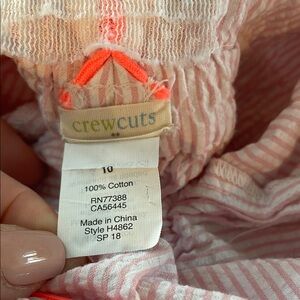 crewcuts
10
100% Cotton
RN77388
CA56445
Made in China
Style H4862
SP 18